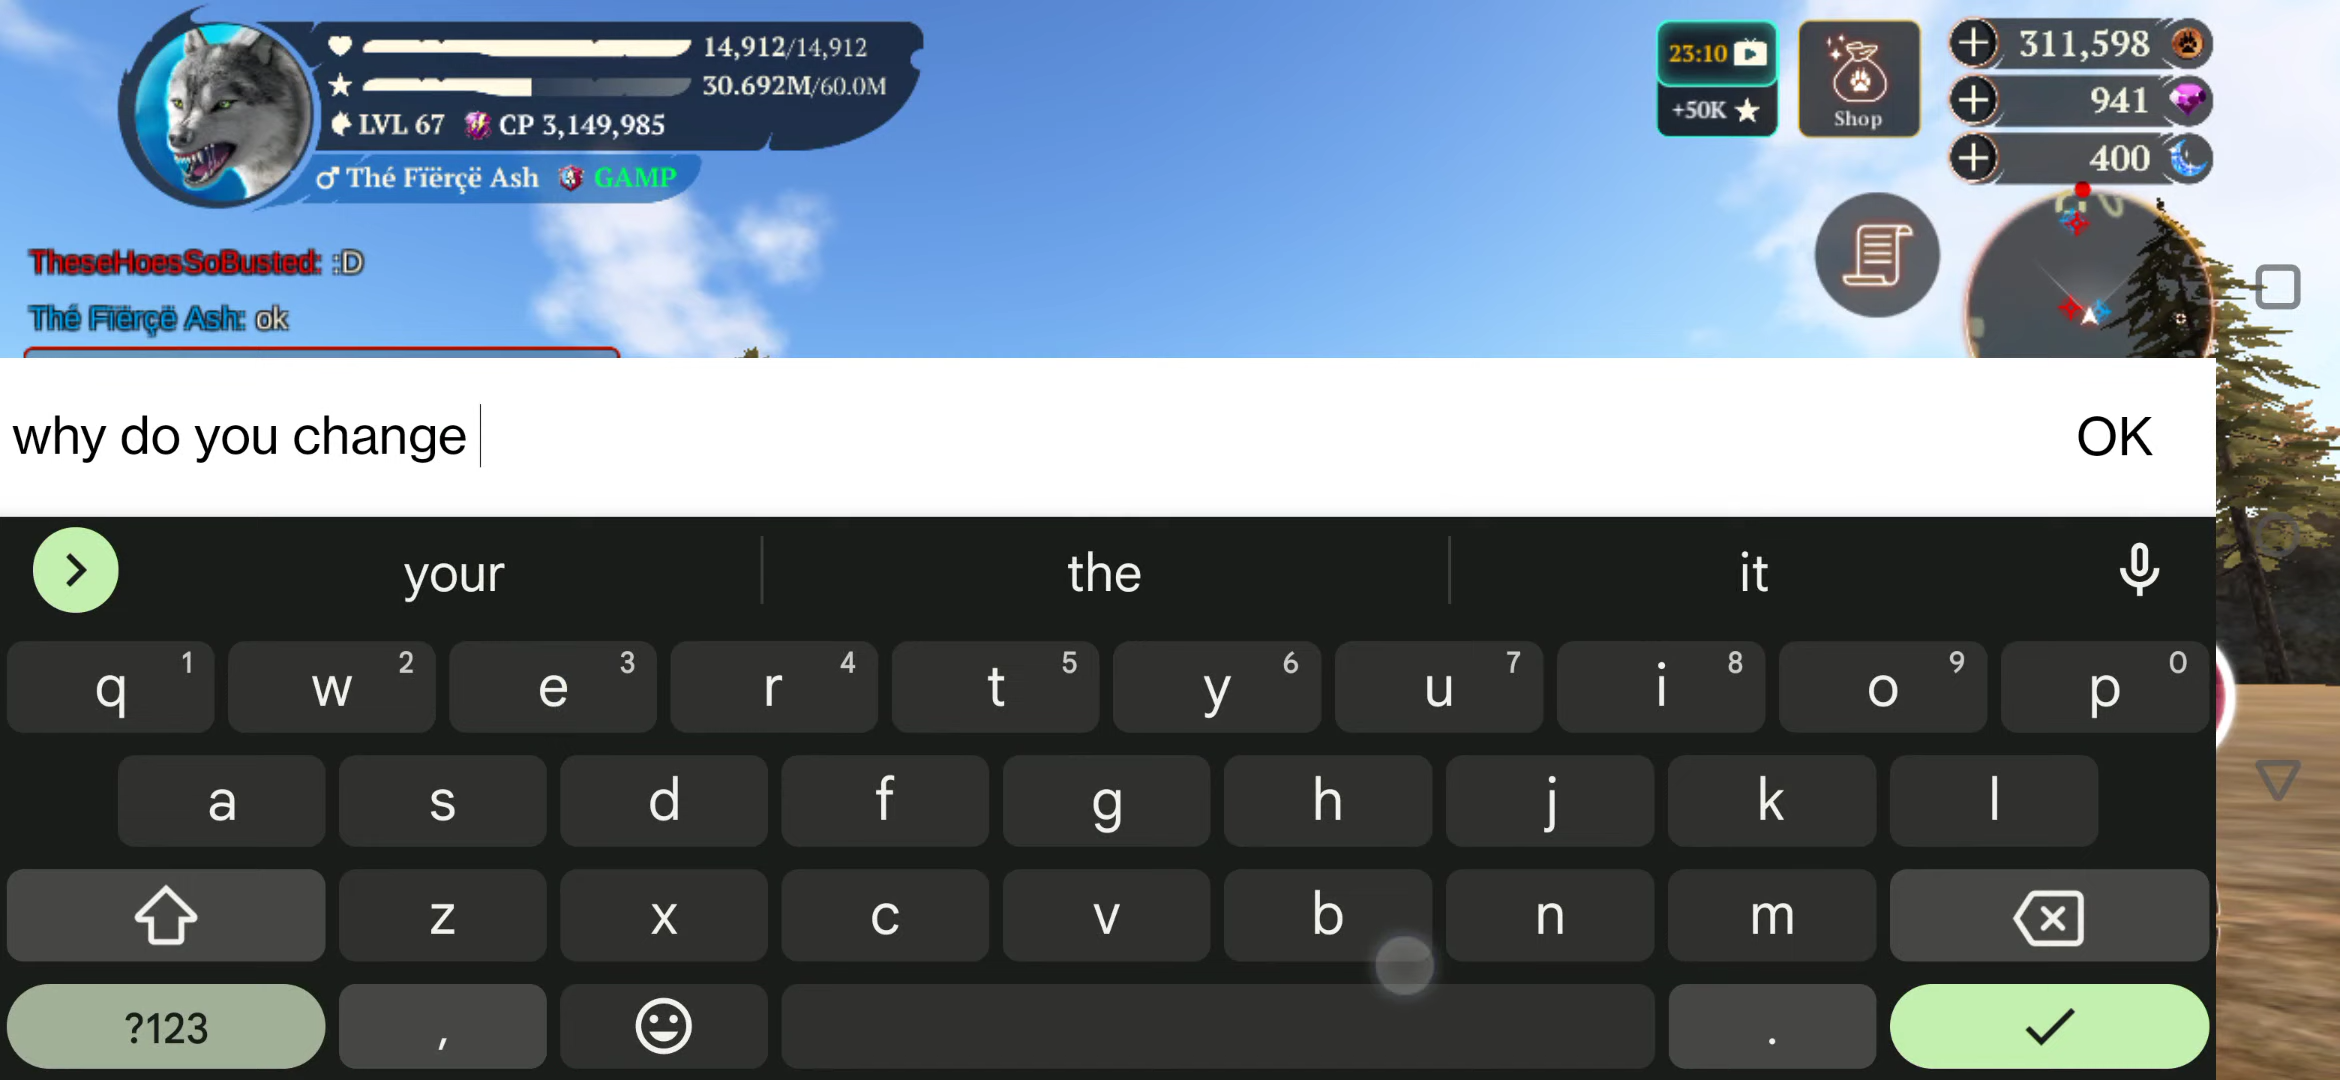 14,912/14,912
30.692M/60.0M
LVL 67 CP 3,149,985
Thé Fïërçë Ash GAMP
23:10
+50K
Shop
311,598
941
400
TheseHoesSoBusted: :D
Thé Fïërçë Ash: ok
why do you change
OK
your the it
q 1 w 2 e 3 r 4 t 5 y 6 u 7 i 8 o 9 p 0
a s d f g h j k l
z x c v b n m
?123 , .